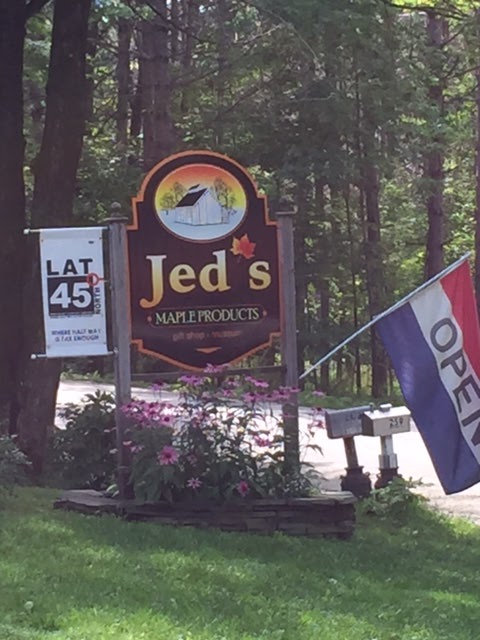 LAT
45
NORTH
WHERE HALF WAY
IS FAR ENOUGH
Jed's
• MAPLE PRODUCTS •
gift shop • museum
OPEN